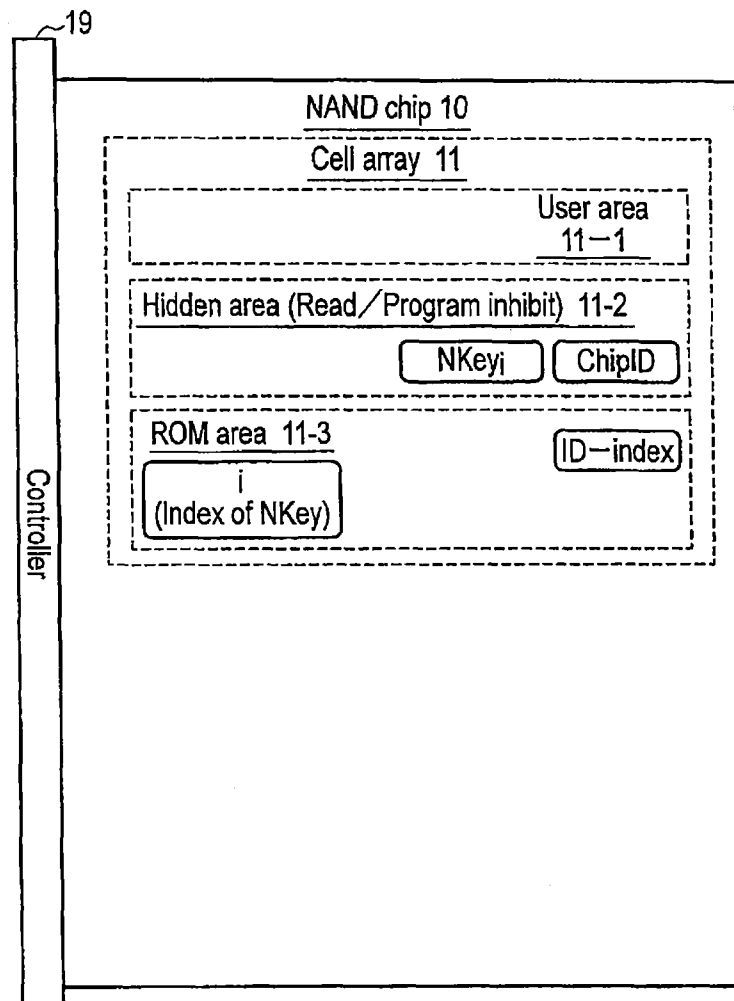 19
NAND chip 10
Cell array 11
User area
11-1
Hidden area (Read/Program inhibit) 11-2
NKeyi
ChipID
ROM area 11-3
ID-index
i
(Index of NKey)
Controller